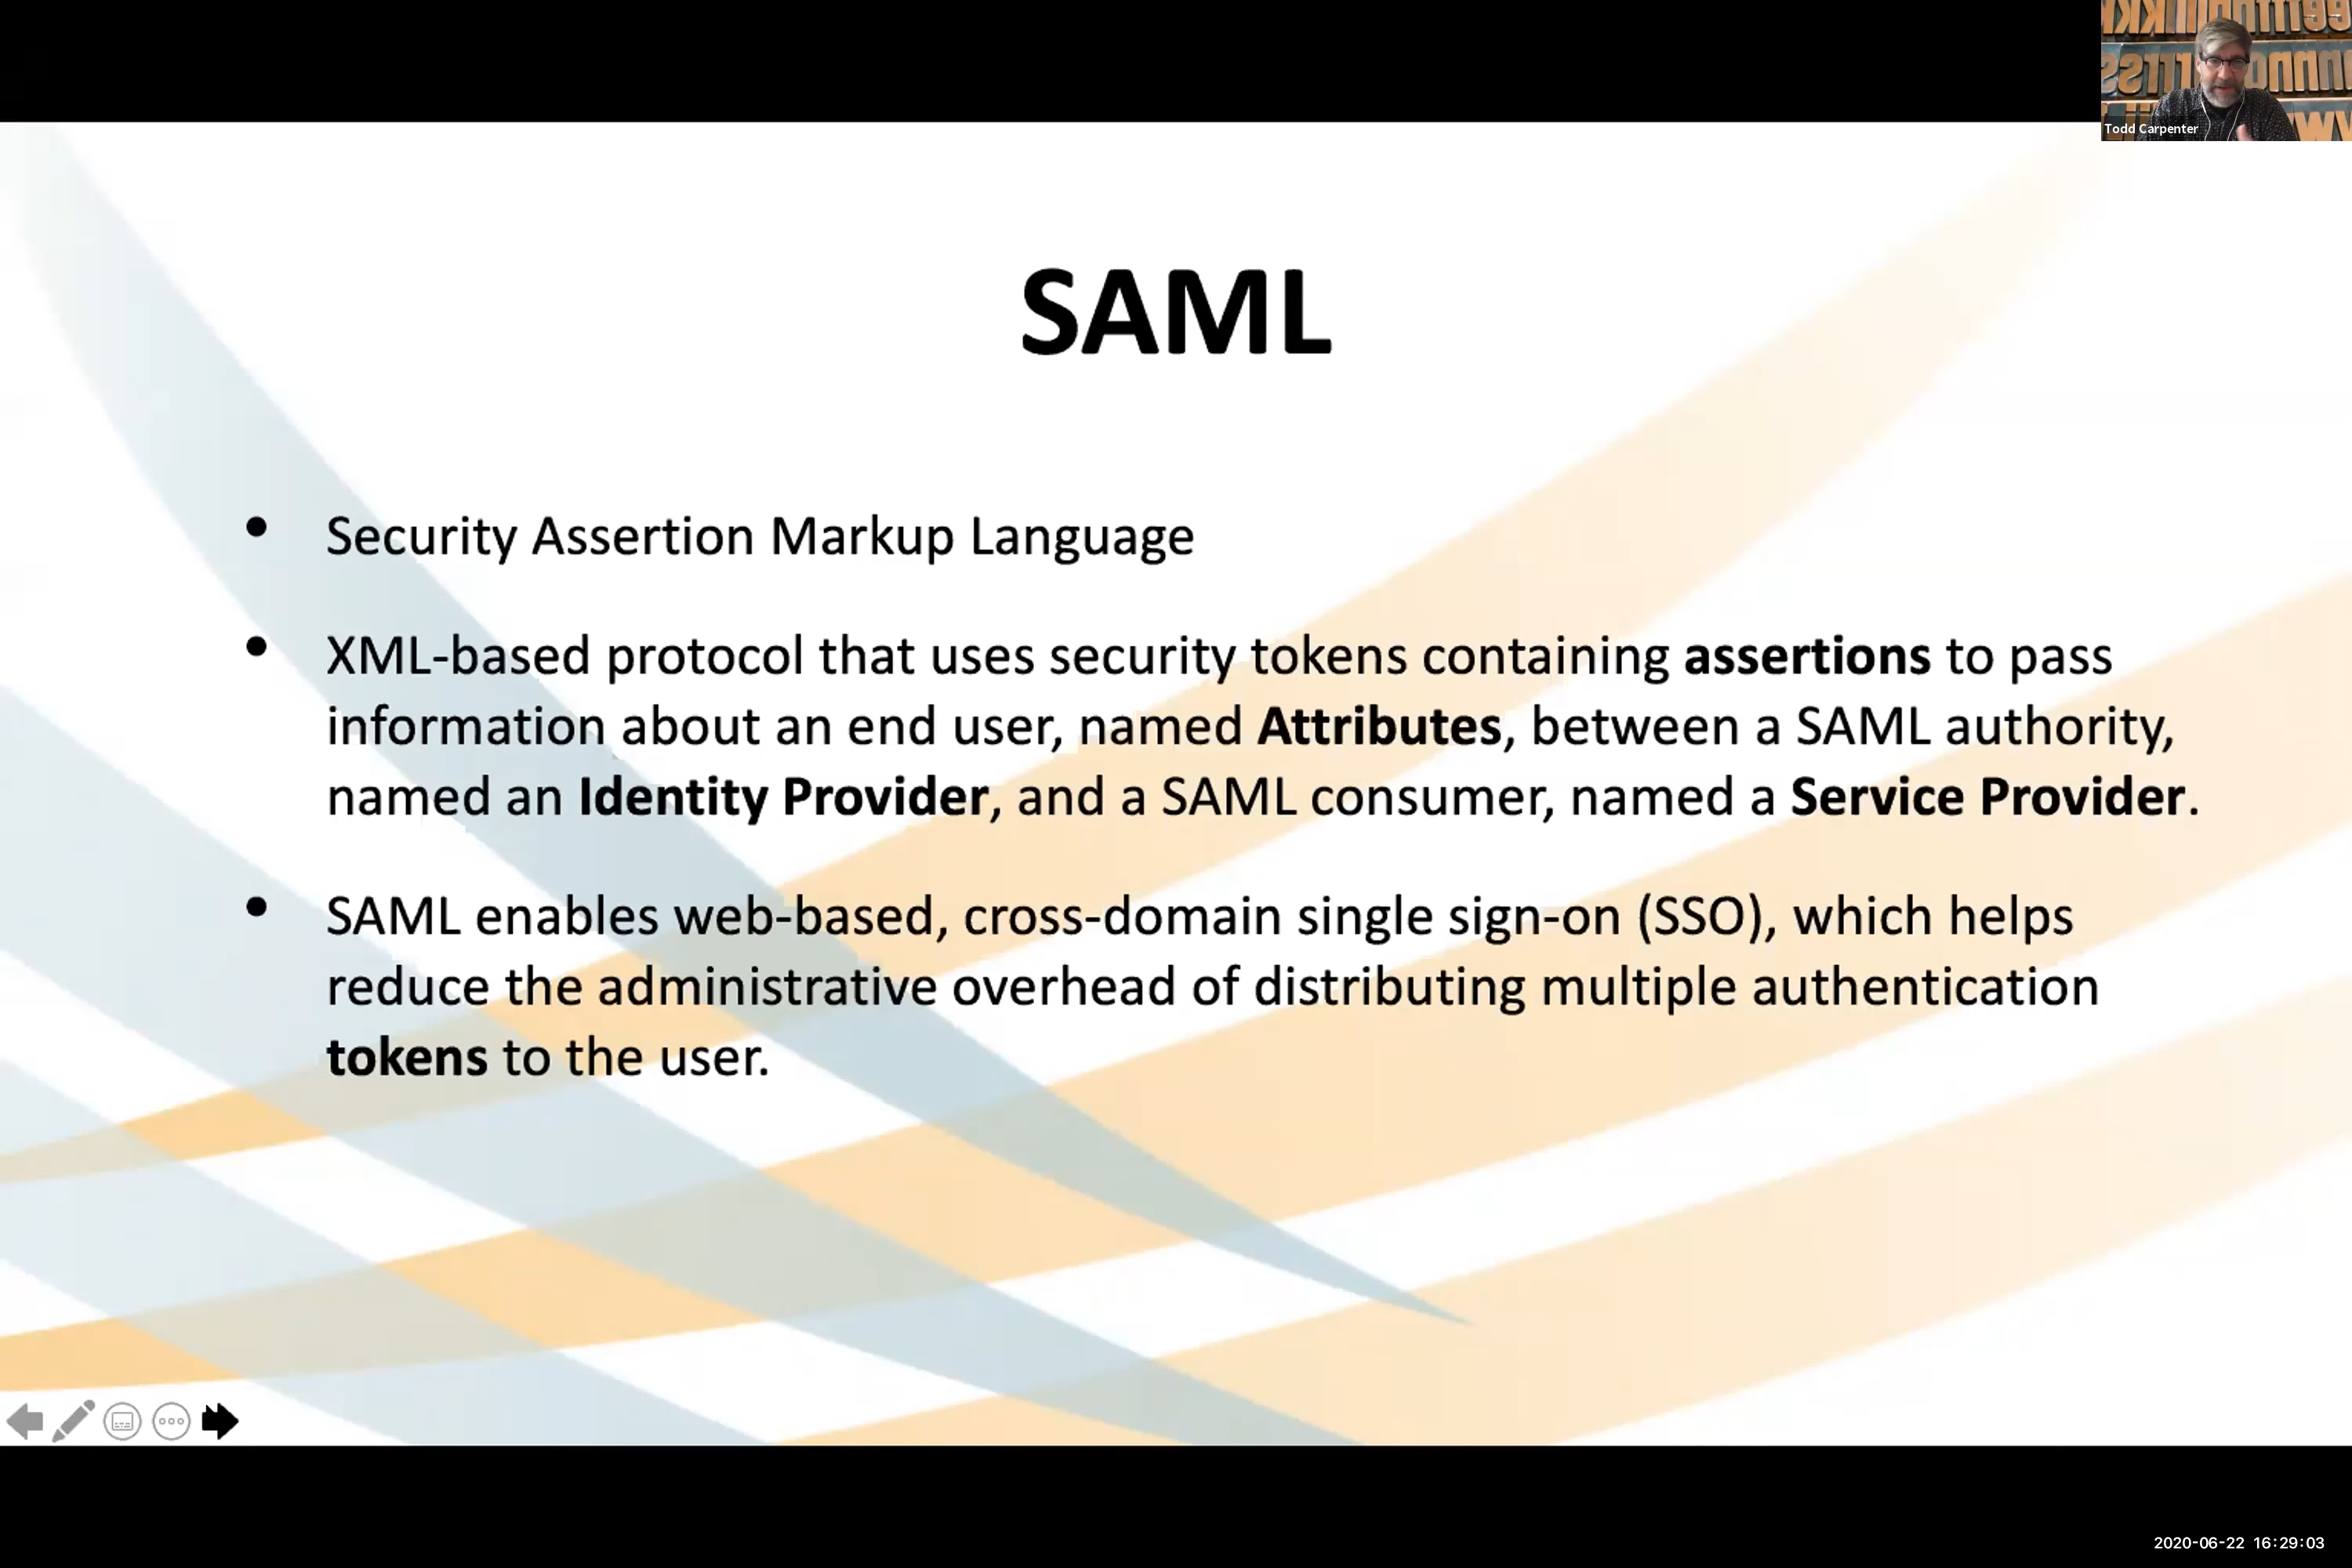 Todd Carpenter
SAML
• Security Assertion Markup Language
• XML-based protocol that uses security tokens containing assertions to pass
information about an end user, named Attributes, between a SAML authority,
named an Identity Provider, and a SAML consumer, named a Service Provider.
• SAML enables web-based, cross-domain single sign-on (SSO), which helps
reduce the administrative overhead of distributing multiple authentication
tokens to the user.
2020-06-22 16:29:03